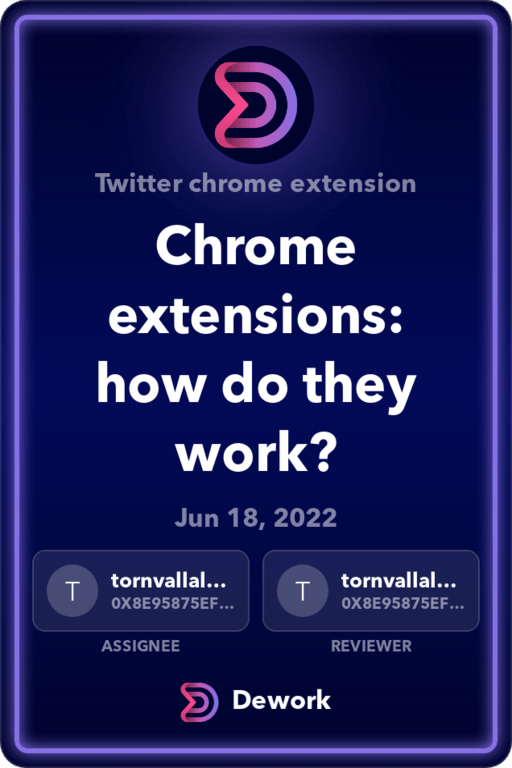 Twitter chrome extension
Chrome
extensions:
how do they
work?
Jun 18, 2022
T tornvallal... T tornvallal...
0X8E95875EF... 0X8E95875EF...
ASSIGNEE REVIEWER
Dework